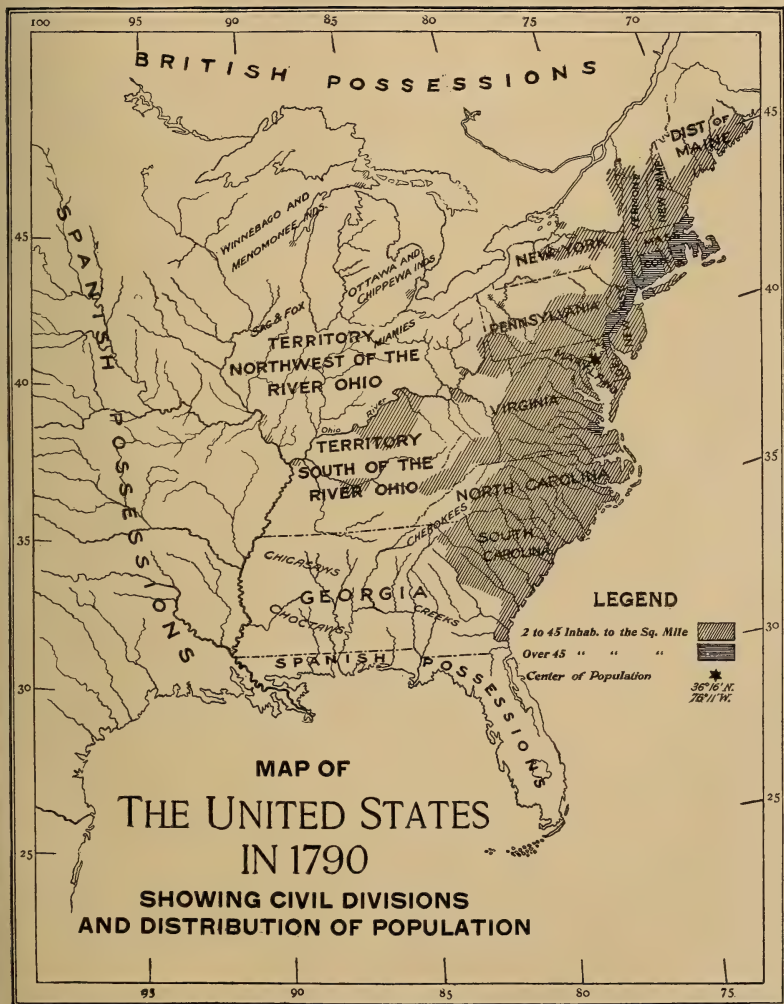 100 95 90 85 80 75 70
BRITISH POSSESSIONS
45
DIST OF
MAINE
VERMONT
NEW HAMP.
MASS.
CON.
NEW YORK
45
WINNEBAGO AND
MENOMONEE INDS.
OTTAWA AND
CHIPPEWA INDS.
SPANISH POSSESSIONS
40
SAC & FOX
MIAMIES
PENNSYLVANIA
MARYLAND
TERRITORY
NORTHWEST OF THE
RIVER OHIO
VIRGINIA
40
Ohio River
TERRITORY
SOUTH OF THE
RIVER OHIO
35
NORTH CAROLINA
CHEROKEES
SOUTH
CAROLINA
35
CHICASAWS
GEORGIA
CHOCTAWS
CREEKS
30
SPANISH POSSESSIONS
30
LEGEND
2 to 45 Inhab. to the Sq. Mile
Over 45 " " "
Center of Population
36°16' N.
76°11' W.
25
25
MAP OF
THE UNITED STATES
IN 1790
SHOWING CIVIL DIVISIONS
AND DISTRIBUTION OF POPULATION
95 90 85 80 75